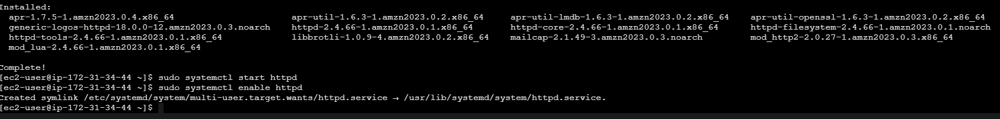 Installed:
apr-1.7.5-1.amzn2023.0.4.x86_64 apr-util-1.6.3-1.amzn2023.0.2.x86_64 apr-util-lmdb-1.6.3-1.amzn2023.0.2.x86_64 apr-util-openssl-1.6.3-1.amzn2023.0.2.x86_64
generic-logos-httpd-18.0.0-12.amzn2023.0.3.noarch httpd-2.4.66-1.amzn2023.0.1.x86_64 httpd-core-2.4.66-1.amzn2023.0.1.x86_64 httpd-filesystem-2.4.66-1.amzn2023.0.1.noarch
httpd-tools-2.4.66-1.amzn2023.0.1.x86_64 libbrotli-1.0.9-4.amzn2023.0.2.x86_64 mailcap-2.1.49-3.amzn2023.0.3.noarch mod_http2-2.0.27-1.amzn2023.0.3.x86_64
mod_lua-2.4.66-1.amzn2023.0.1.x86_64
Complete!
[ec2-user@ip-172-31-34-44 ~]$ sudo systemctl start httpd
[ec2-user@ip-172-31-34-44 ~]$ sudo systemctl enable httpd
Created symlink /etc/systemd/system/multi-user.target.wants/httpd.service → /usr/lib/systemd/system/httpd.service.
[ec2-user@ip-172-31-34-44 ~]$